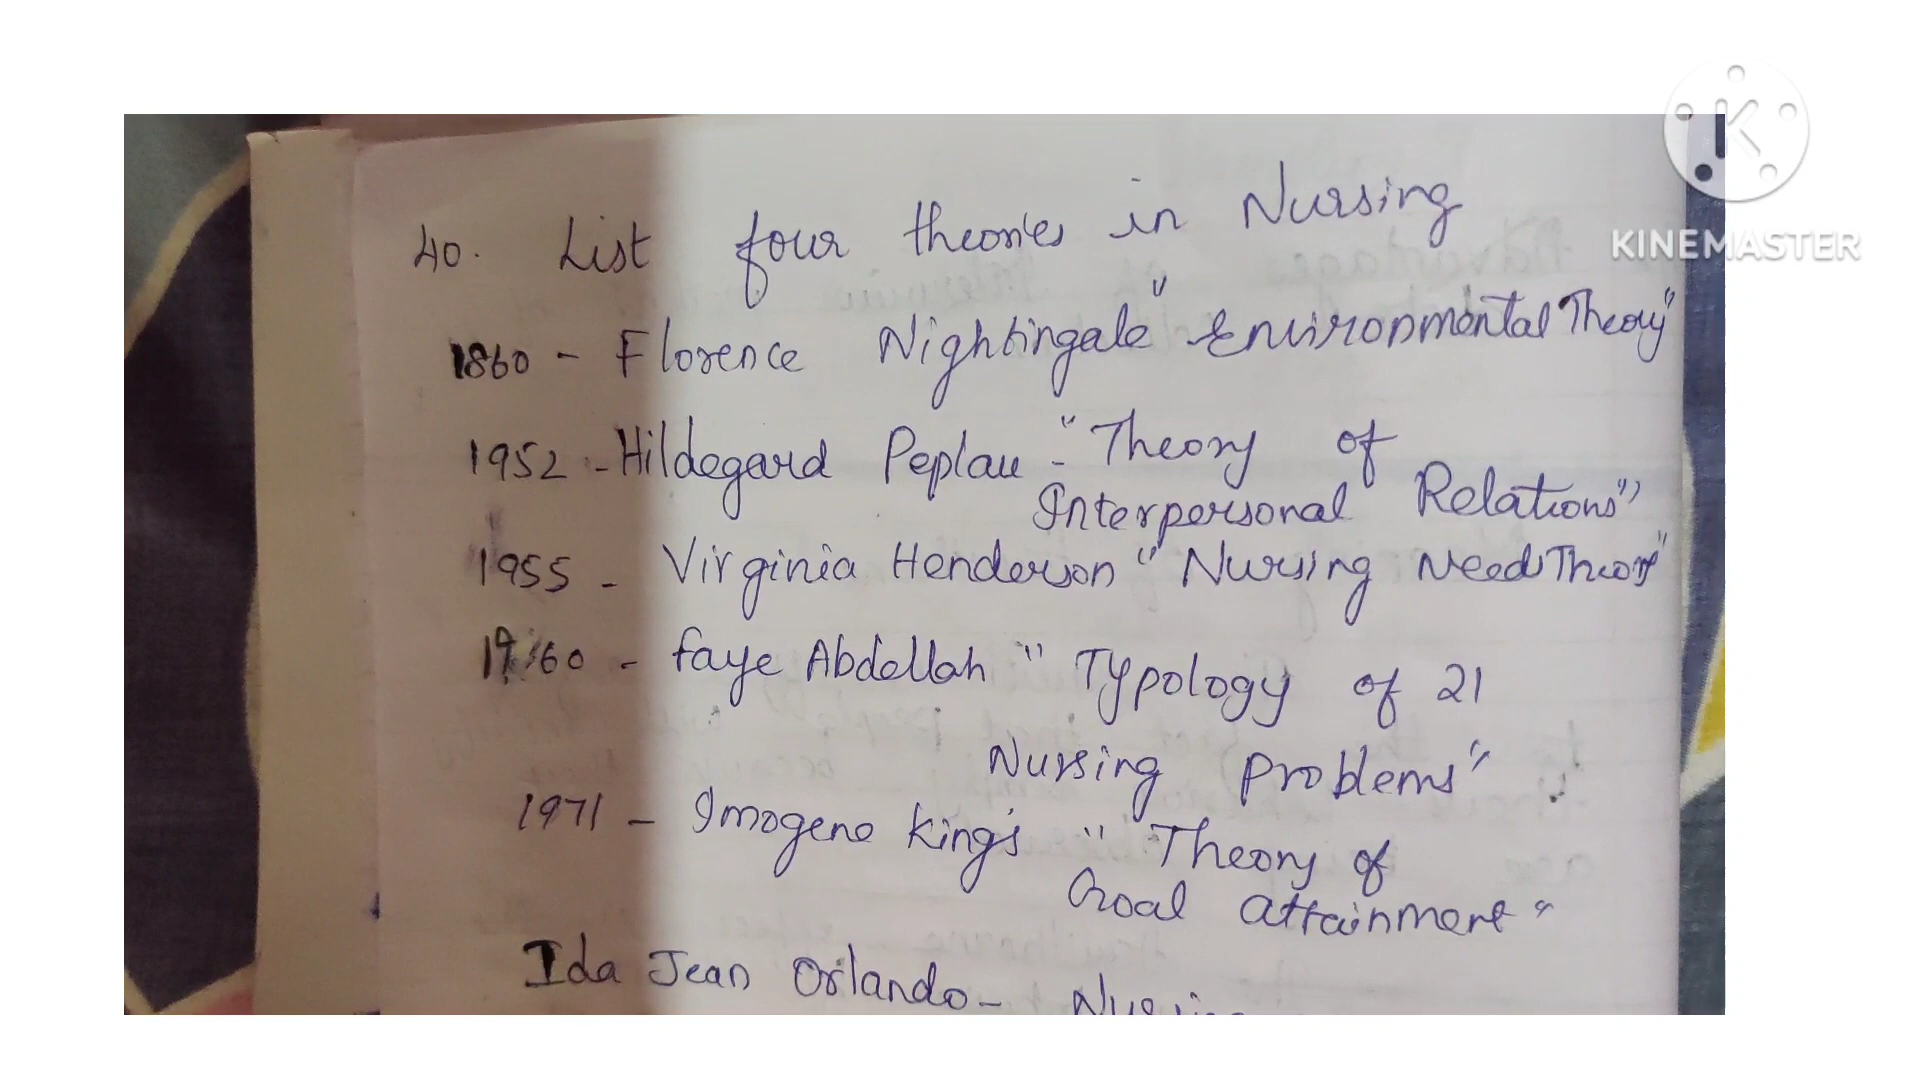 KINEMASTER
40. List four theories in Nursing
1860 - Florence Nightingale "Environmental Theory"
1952 - Hildegard Peplau - "Theory of
Interpersonal Relations"
1955 - Virginia Henderson "Nursing Need Theory"
1960 - Faye Abdellah "Typology of 21
Nursing Problems"
1971 - Imogene King's "Theory of
Goal attainment"
Ida Jean Orlando -